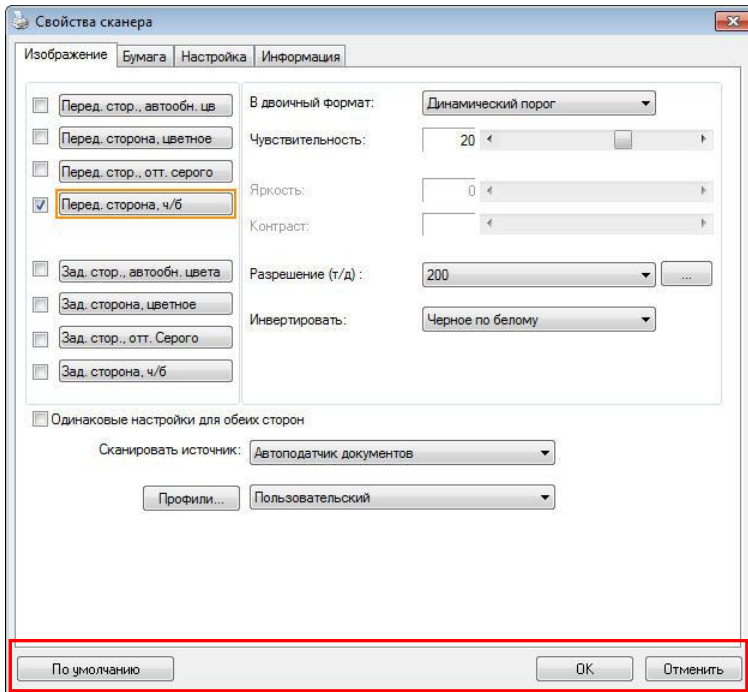 Свойства сканера
Изображение Бумага Настройка Информация
Перед. стор., автообн. цв
Перед. сторона, цветное
Перед. стор., отт. серого
Перед. сторона, ч/б
Зад. стор., автообн. цвета
Зад. сторона, цветное
Зад. стор., отт. Серого
Зад. сторона, ч/б
В двоичный формат: Динамический порог
Чувствительность: 20
Яркость: 0
Контраст:
Разрешение (т/д) : 200 ...
Инвертировать: Черное по белому
Одинаковые настройки для обеих сторон
Сканировать источник: Автоподатчик документов
Профили... Пользовательский
По умолчанию OK Отменить